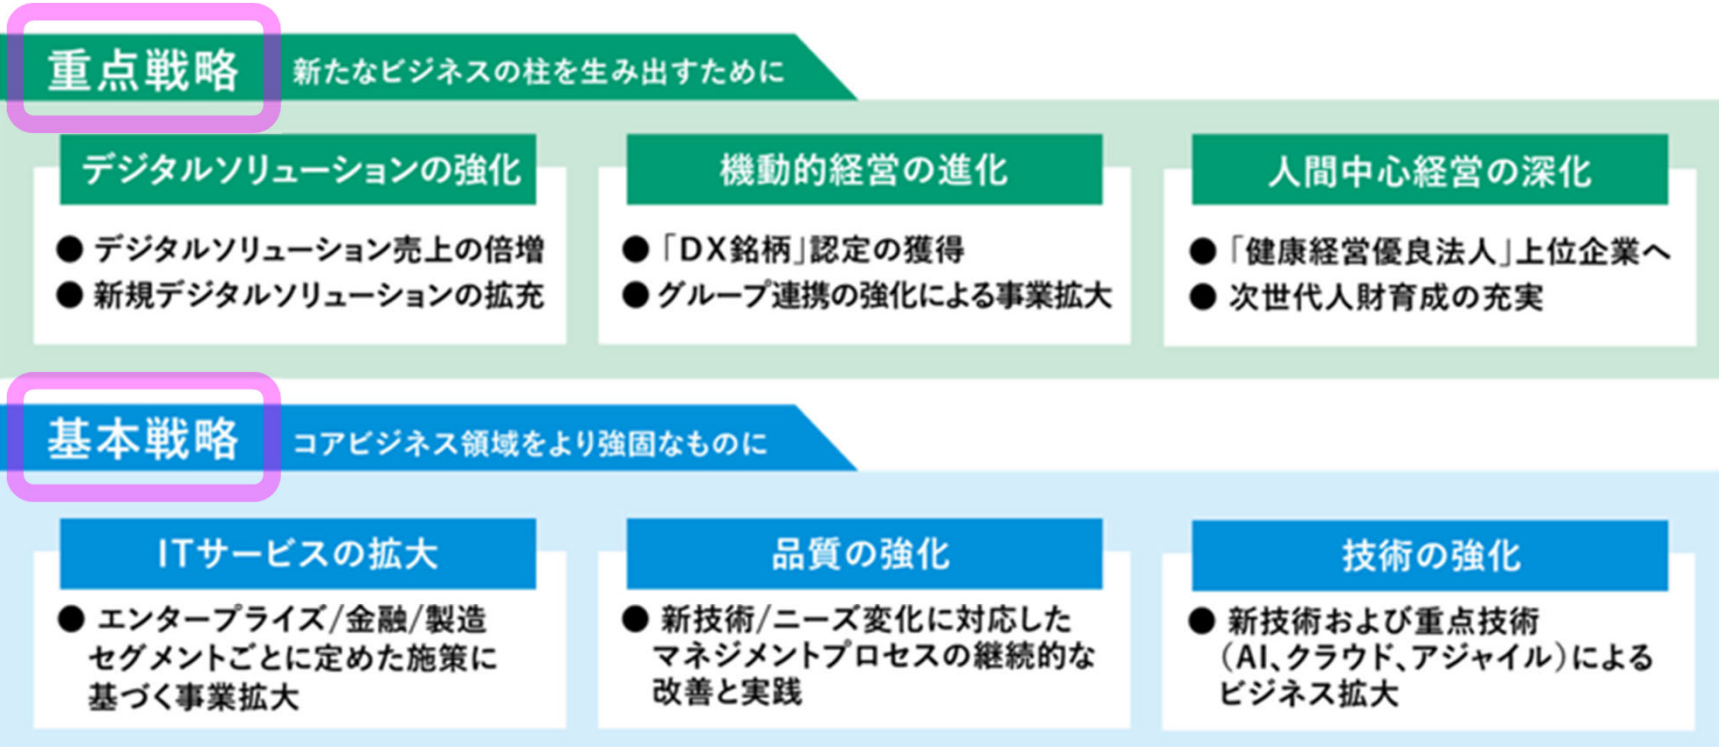 重点戦略 新たなビジネスの柱を生み出すために
デジタルソリューションの強化
● デジタルソリューション売上の倍増
● 新規デジタルソリューションの拡充
機動的経営の進化
● 「DX銘柄」認定の獲得
● グループ連携の強化による事業拡大
人間中心経営の深化
● 「健康経営優良法人」上位企業へ
● 次世代人財育成の充実
基本戦略 コアビジネス領域をより強固なものに
ITサービスの拡大
● エンタープライズ/金融/製造
セグメントごとに定めた施策に
基づく事業拡大
品質の強化
● 新技術/ニーズ変化に対応した
マネジメントプロセスの継続的な
改善と実践
技術の強化
● 新技術および重点技術
（AI、クラウド、アジャイル）による
ビジネス拡大